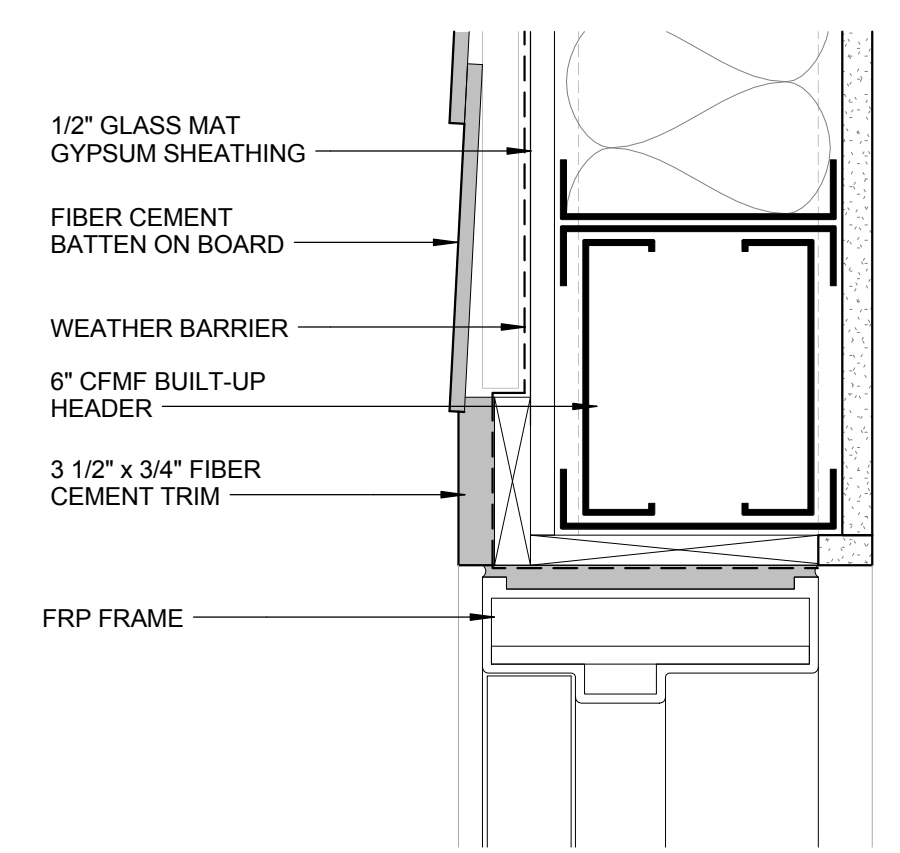 1/2" GLASS MAT
GYPSUM SHEATHING
FIBER CEMENT
BATTEN ON BOARD
WEATHER BARRIER
6" CFMF BUILT-UP
HEADER
3 1/2" x 3/4" FIBER
CEMENT TRIM
FRP FRAME